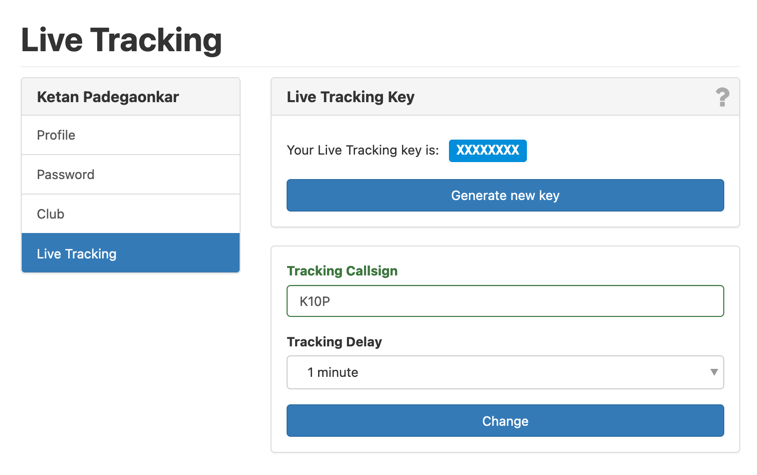 Live Tracking
Ketan Padegaonkar
Profile
Password
Club
Live Tracking
Live Tracking Key
?
Your Live Tracking key is: XXXXXXXX
Generate new key
Tracking Callsign
K10P
Tracking Delay
1 minute
Change